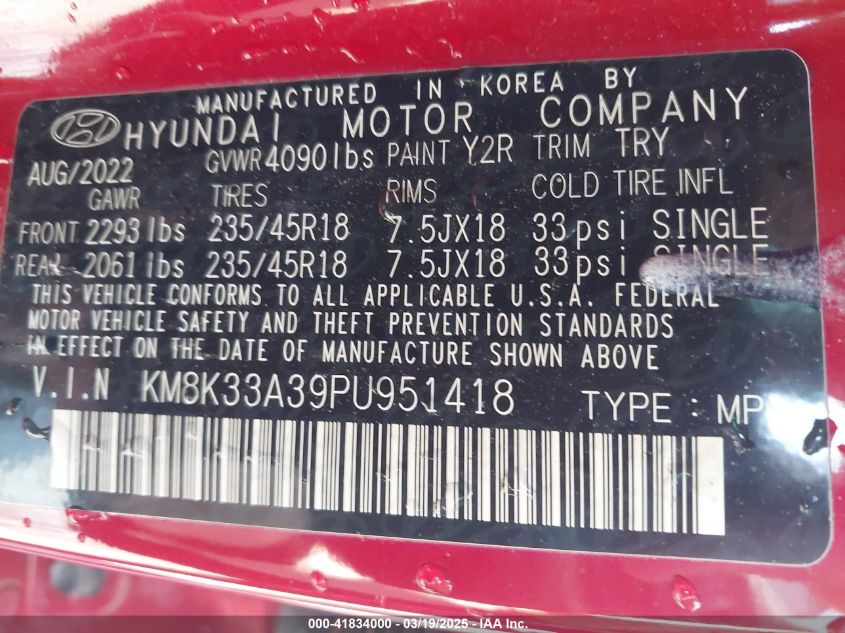 MANUFACTURED IN KOREA BY
HYUNDAI MOTOR COMPANY
AUG/2022 GVWR 4090lbs PAINT Y2R TRIM TRY
GAWR TIRES RIMS COLD TIRE INFL
FRONT 2293 lbs 235/45R18 7.5JX18 33psi SINGLE
REAR 2061 lbs 235/45R18 7.5JX18 33psi SINGLE
THIS VEHICLE CONFORMS TO ALL APPLICABLE U.S.A. FEDERAL
MOTOR VEHICLE SAFETY AND THEFT PREVENTION STANDARDS
IN EFFECT ON THE DATE OF MANUFACTURE SHOWN ABOVE
V.I.N KM8K33A39PU951418 TYPE : MP
000-41834000 - 03/19/2025 - IAA Inc.